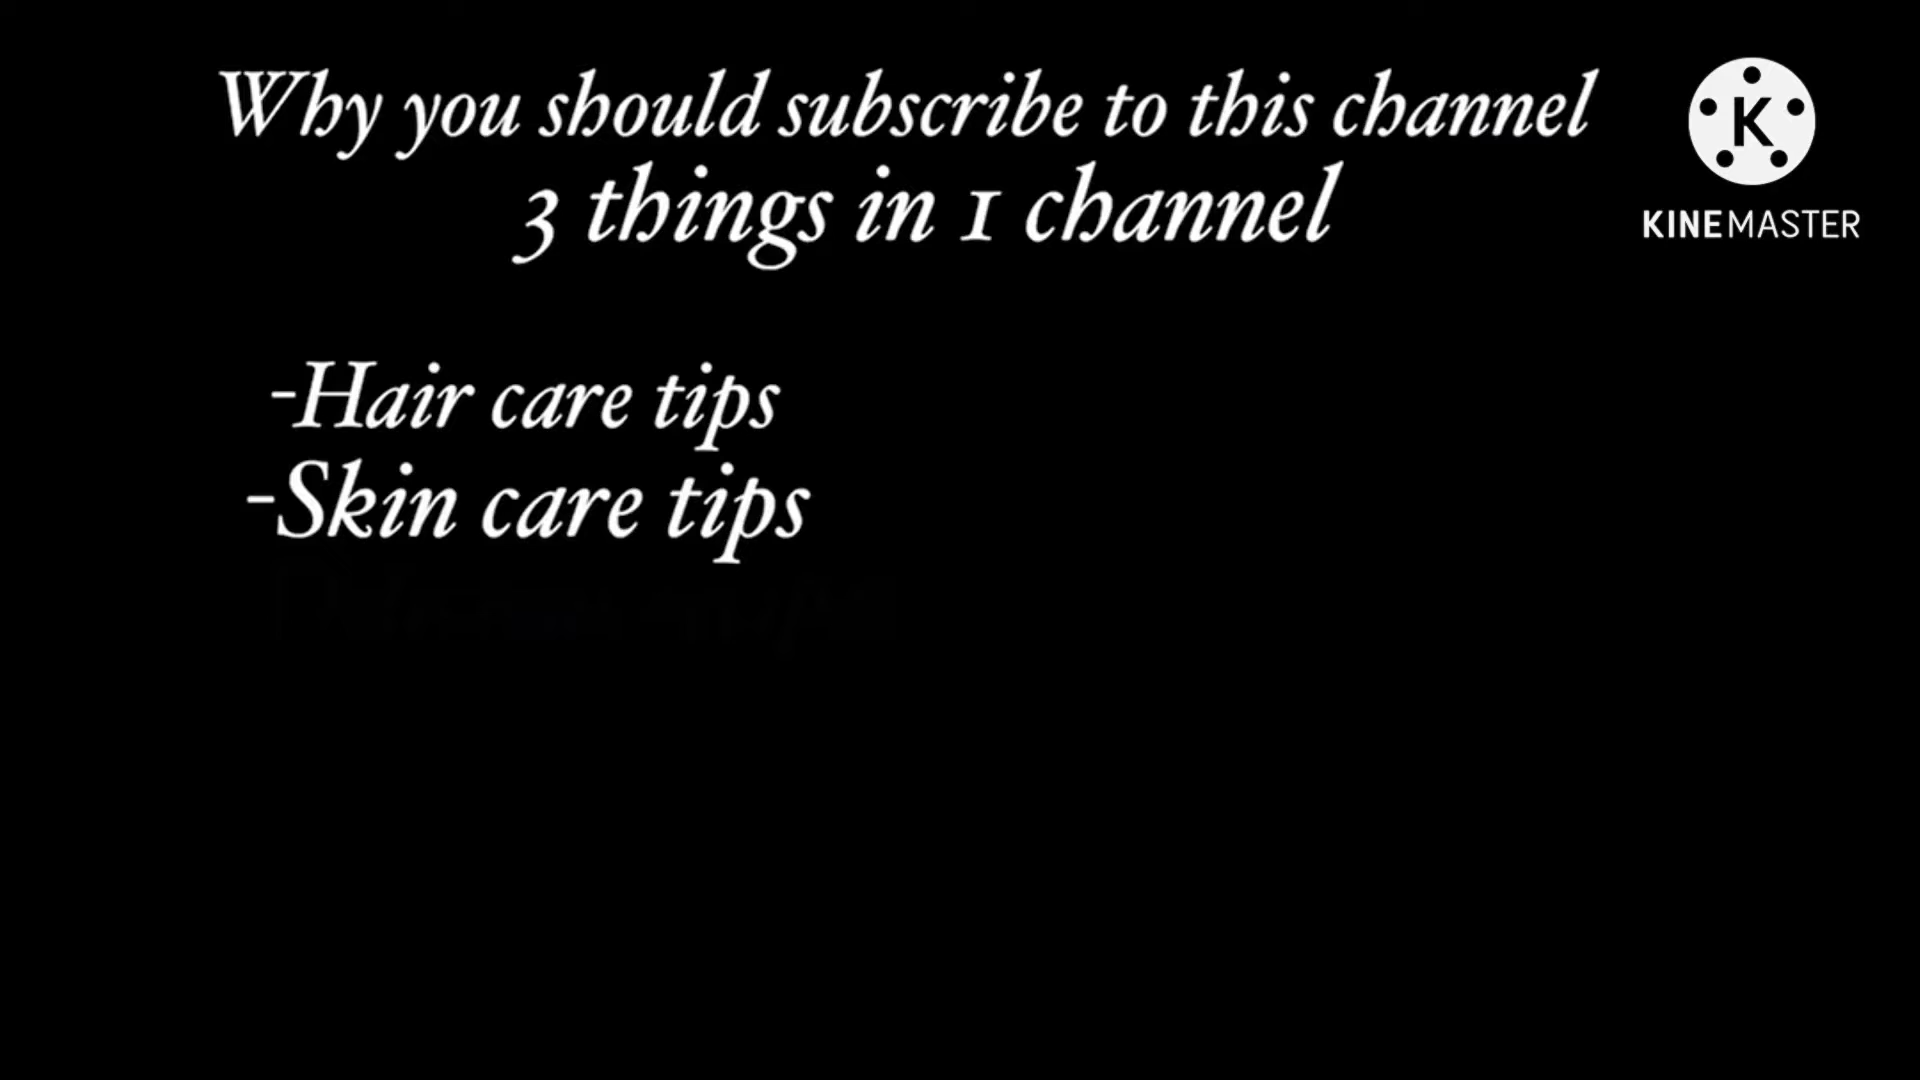 Why you should subscribe to this channel
3 things in 1 channel
K
KINEMASTER
-Hair care tips
-Skin care tips